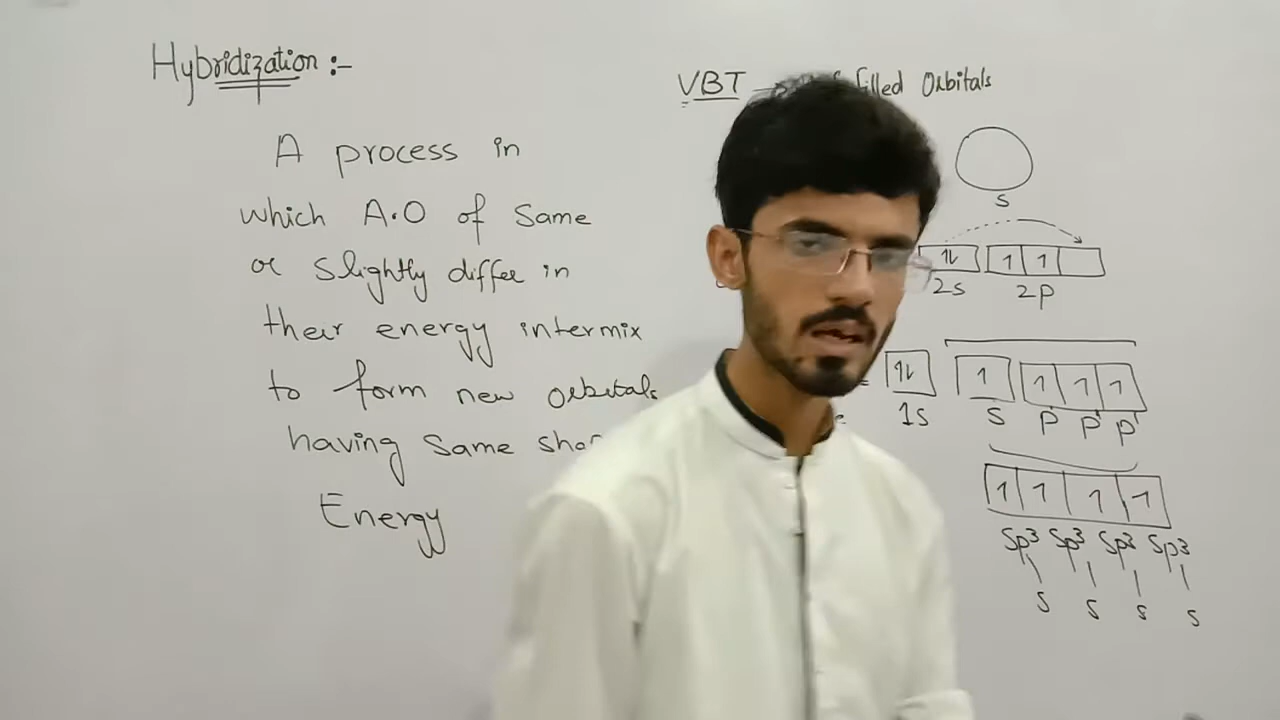 Hybridization :-
A process in
which A.O of same
or slightly differ in
their energy intermix
to form new orbitals
having same
Energy
VBT → filled Orbitals
s
1↿⇂ 1 1
2s 2p
1⇂ 1 1 1 1
1s s p p p
1 1 1 1
sp³ sp³ sp³ sp³
s s s s